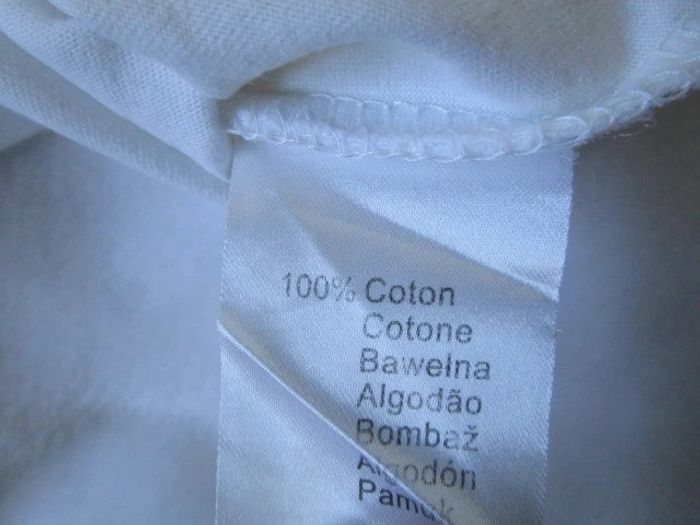 100% Coton
Cotone
Bawełna
Algodão
Bombaž
Algodón
Pamuk